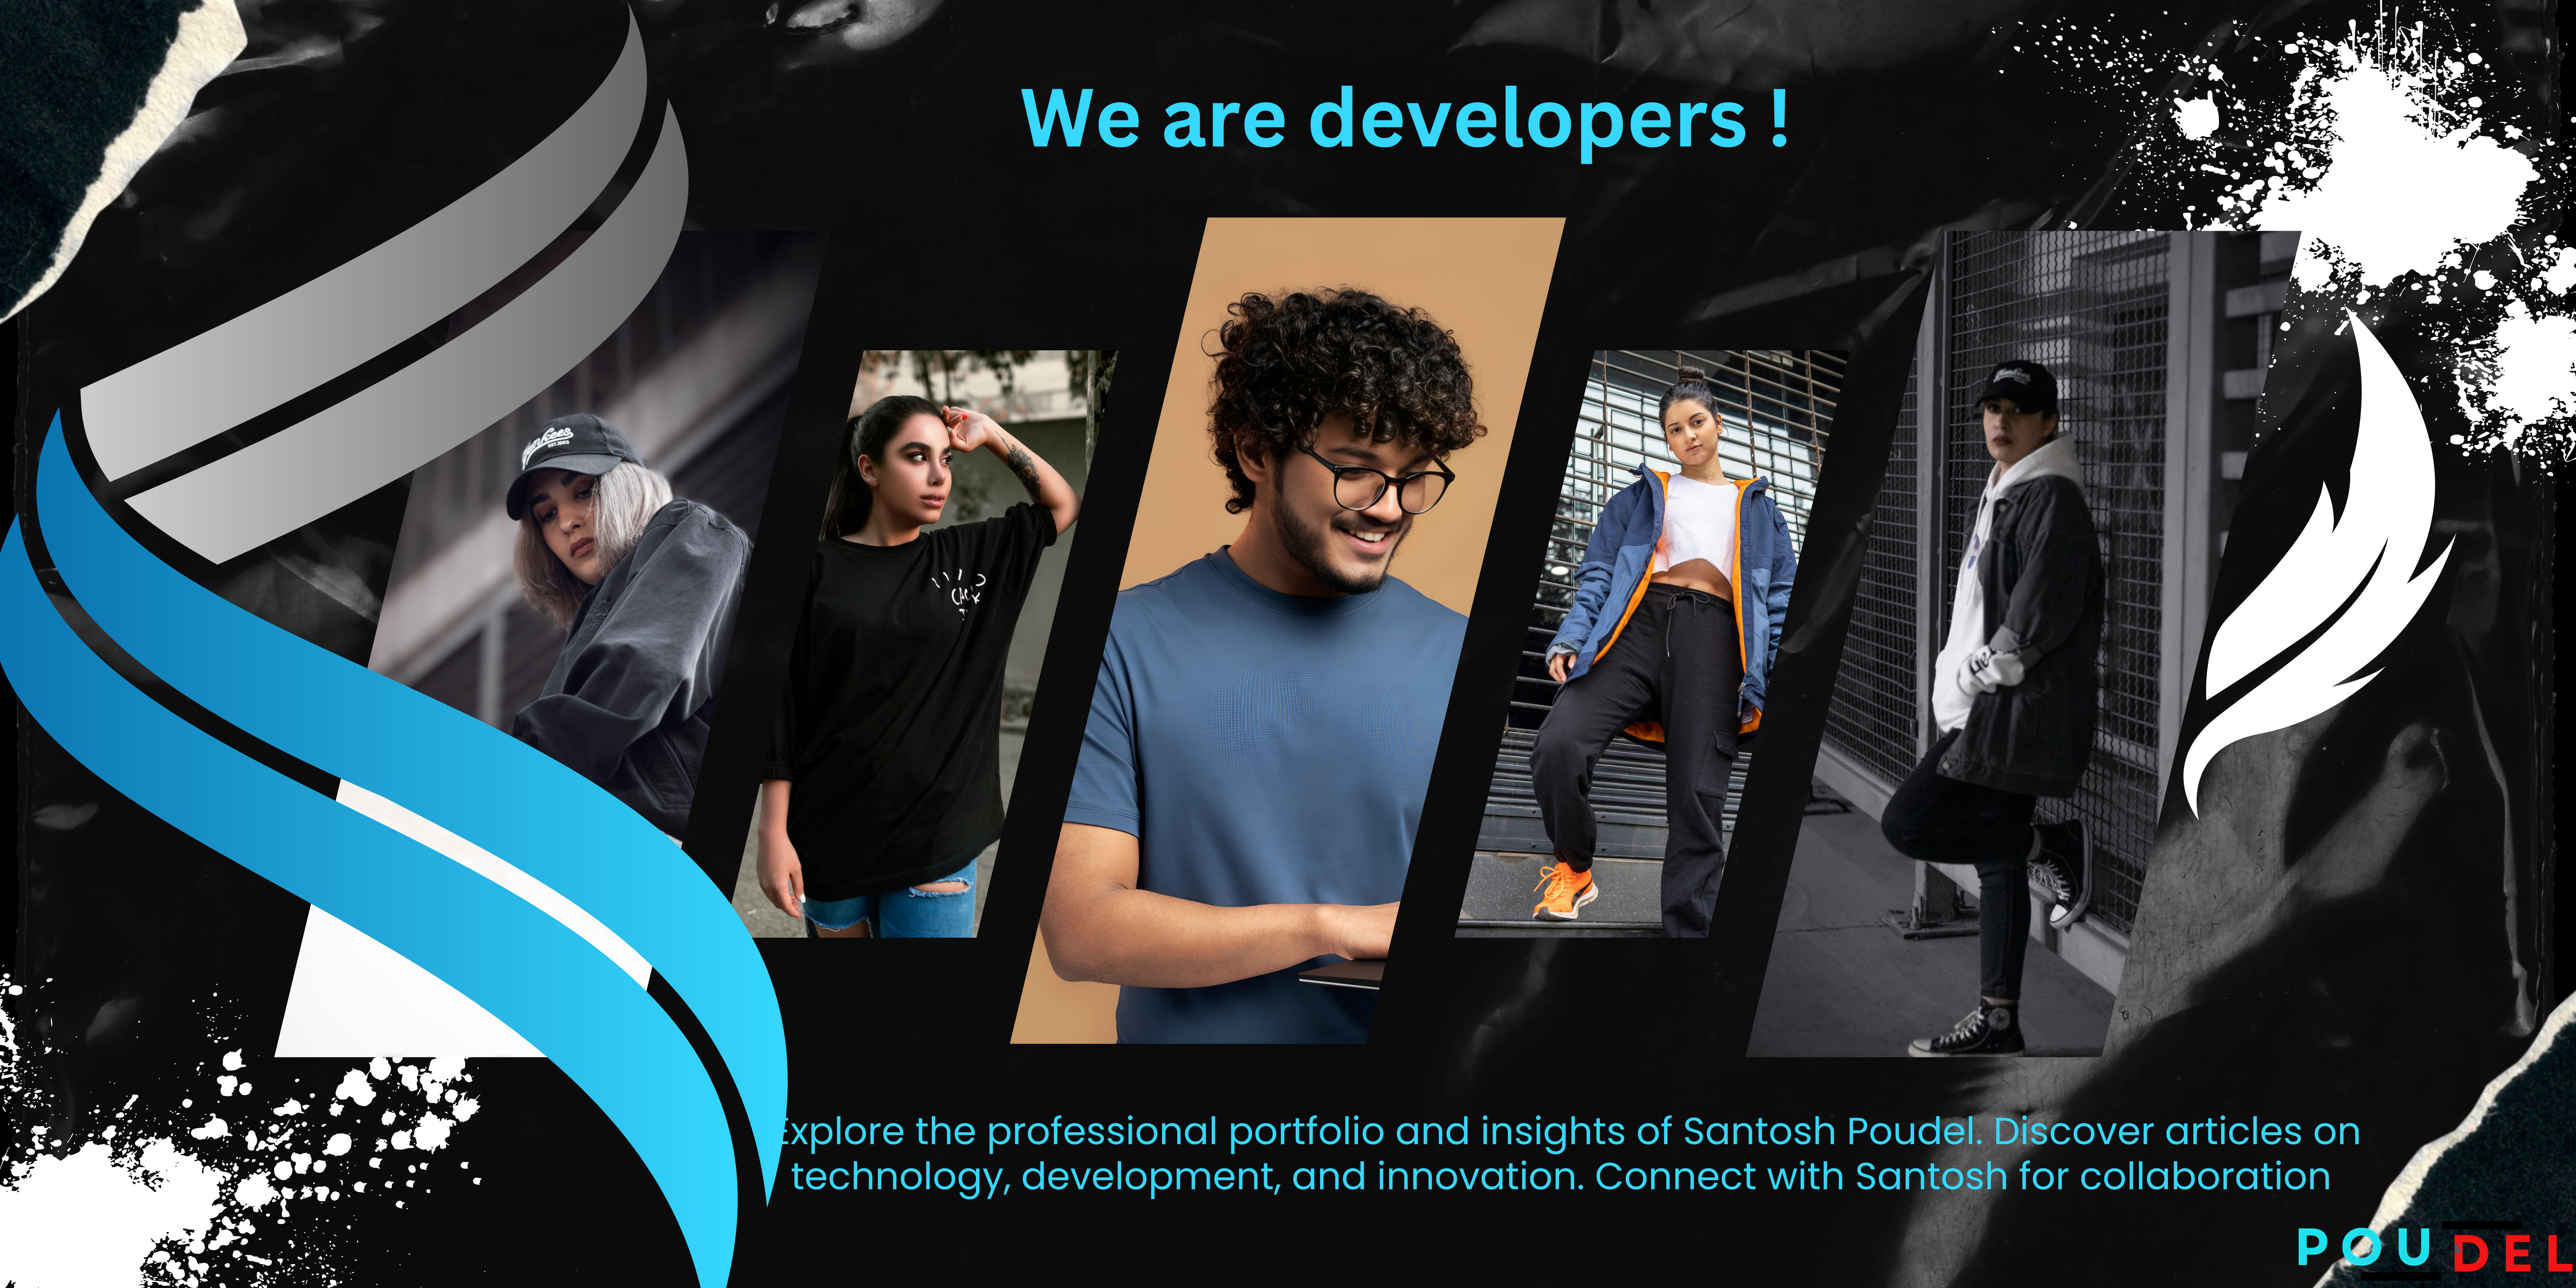 We are developers !
Explore the professional portfolio and insights of Santosh Poudel. Discover articles on
technology, development, and innovation. Connect with Santosh for collaboration
POUDEL